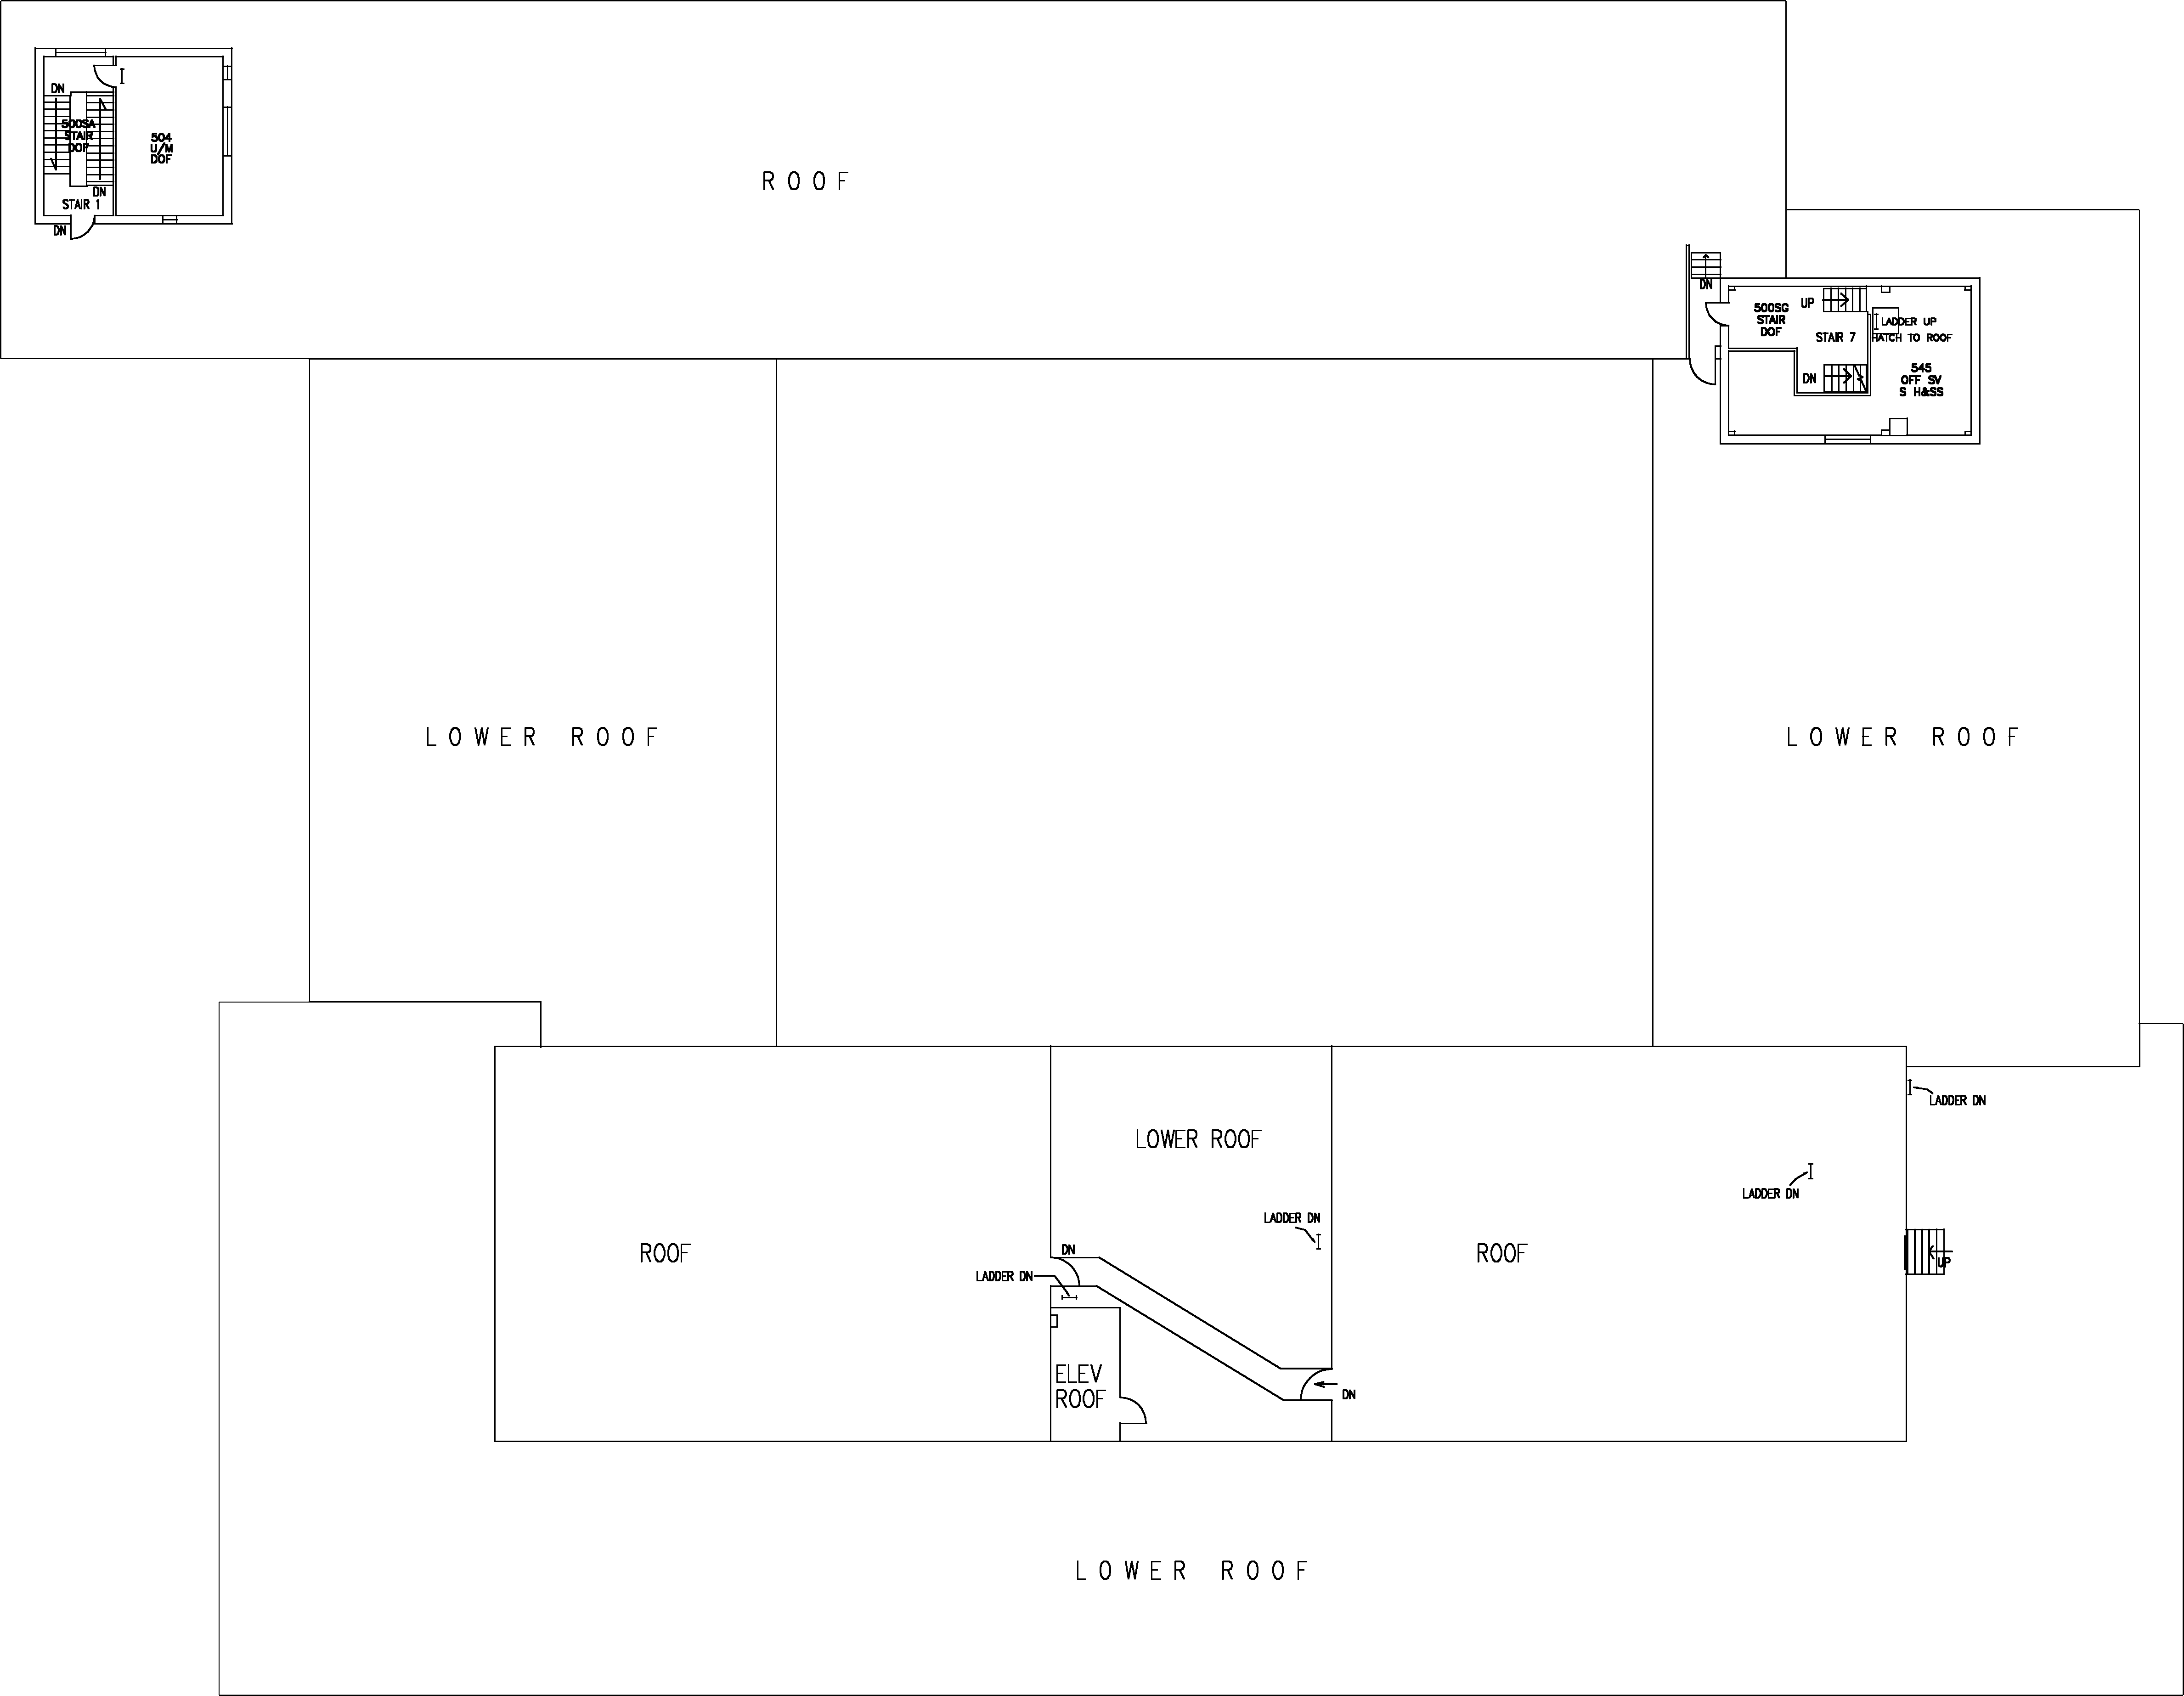 DN
500SA
STAIR
DOF
504
U/M
DOF
DN
STAIR 1
DN
ROOF
DN
500SG
STAIR
DOF
UP
STAIR 7
LADDER UP
HATCH TO ROOF
DN
545
OFF SV
S H&SS
LOWER ROOF
LOWER ROOF
LADDER DN
LOWER ROOF
LADDER DN
LADDER DN
ROOF
DN
ROOF
UP
LADDER DN
ELEV
ROOF
DN
LOWER ROOF